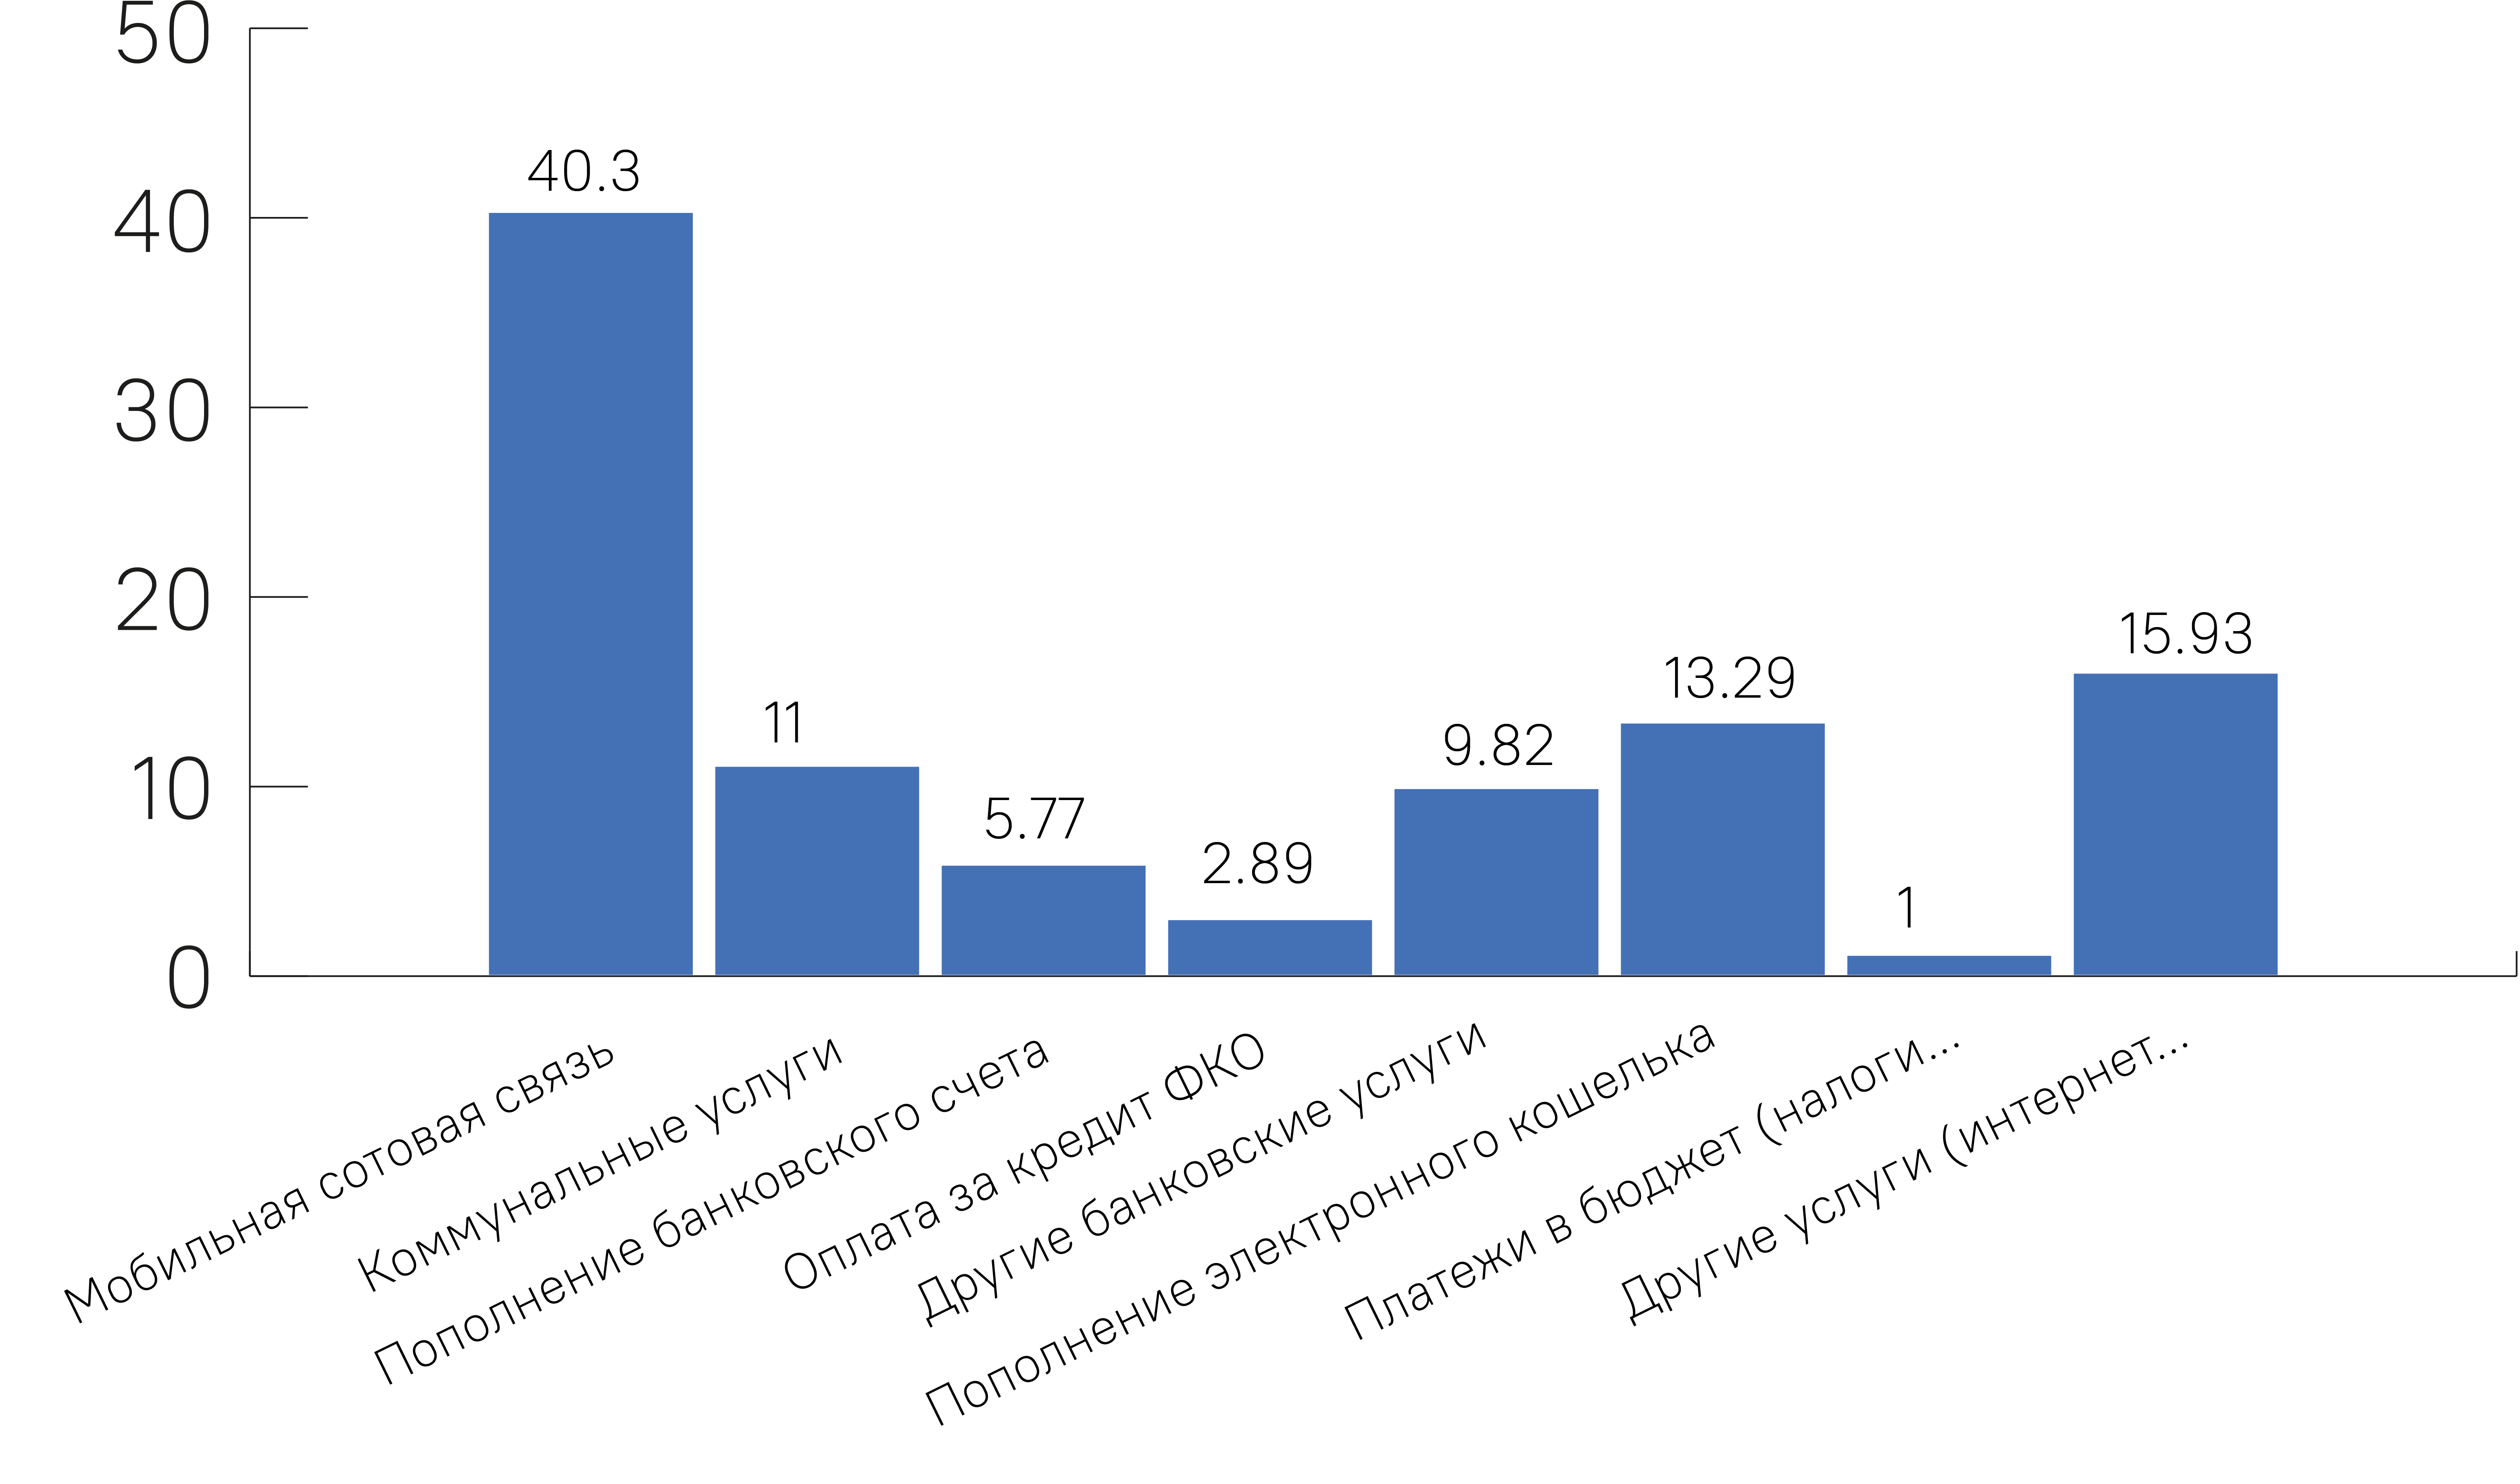 50
40
30
20
10
0
40.3
11
5.77
2.89
9.82
13.29
1
15.93
Мобильная сотовая связь
Коммунальные услуги
Пополнение банковского счета
Оплата за кредит ФКО
Другие банковские услуги
Пополнение электронного кошелька
Платежи в бюджет (налоги...
Другие услуги (интернет...